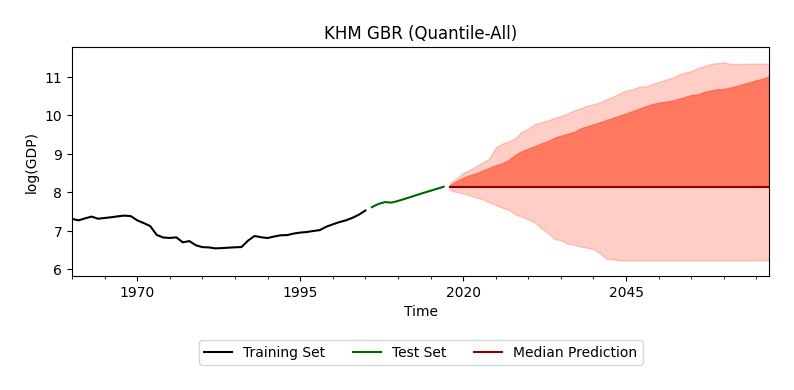 KHM GBR (Quantile-All)
11
10
9
8
7
6
log(GDP)
1970
1995
2020
2045
Time
Training Set
Test Set
Median Prediction